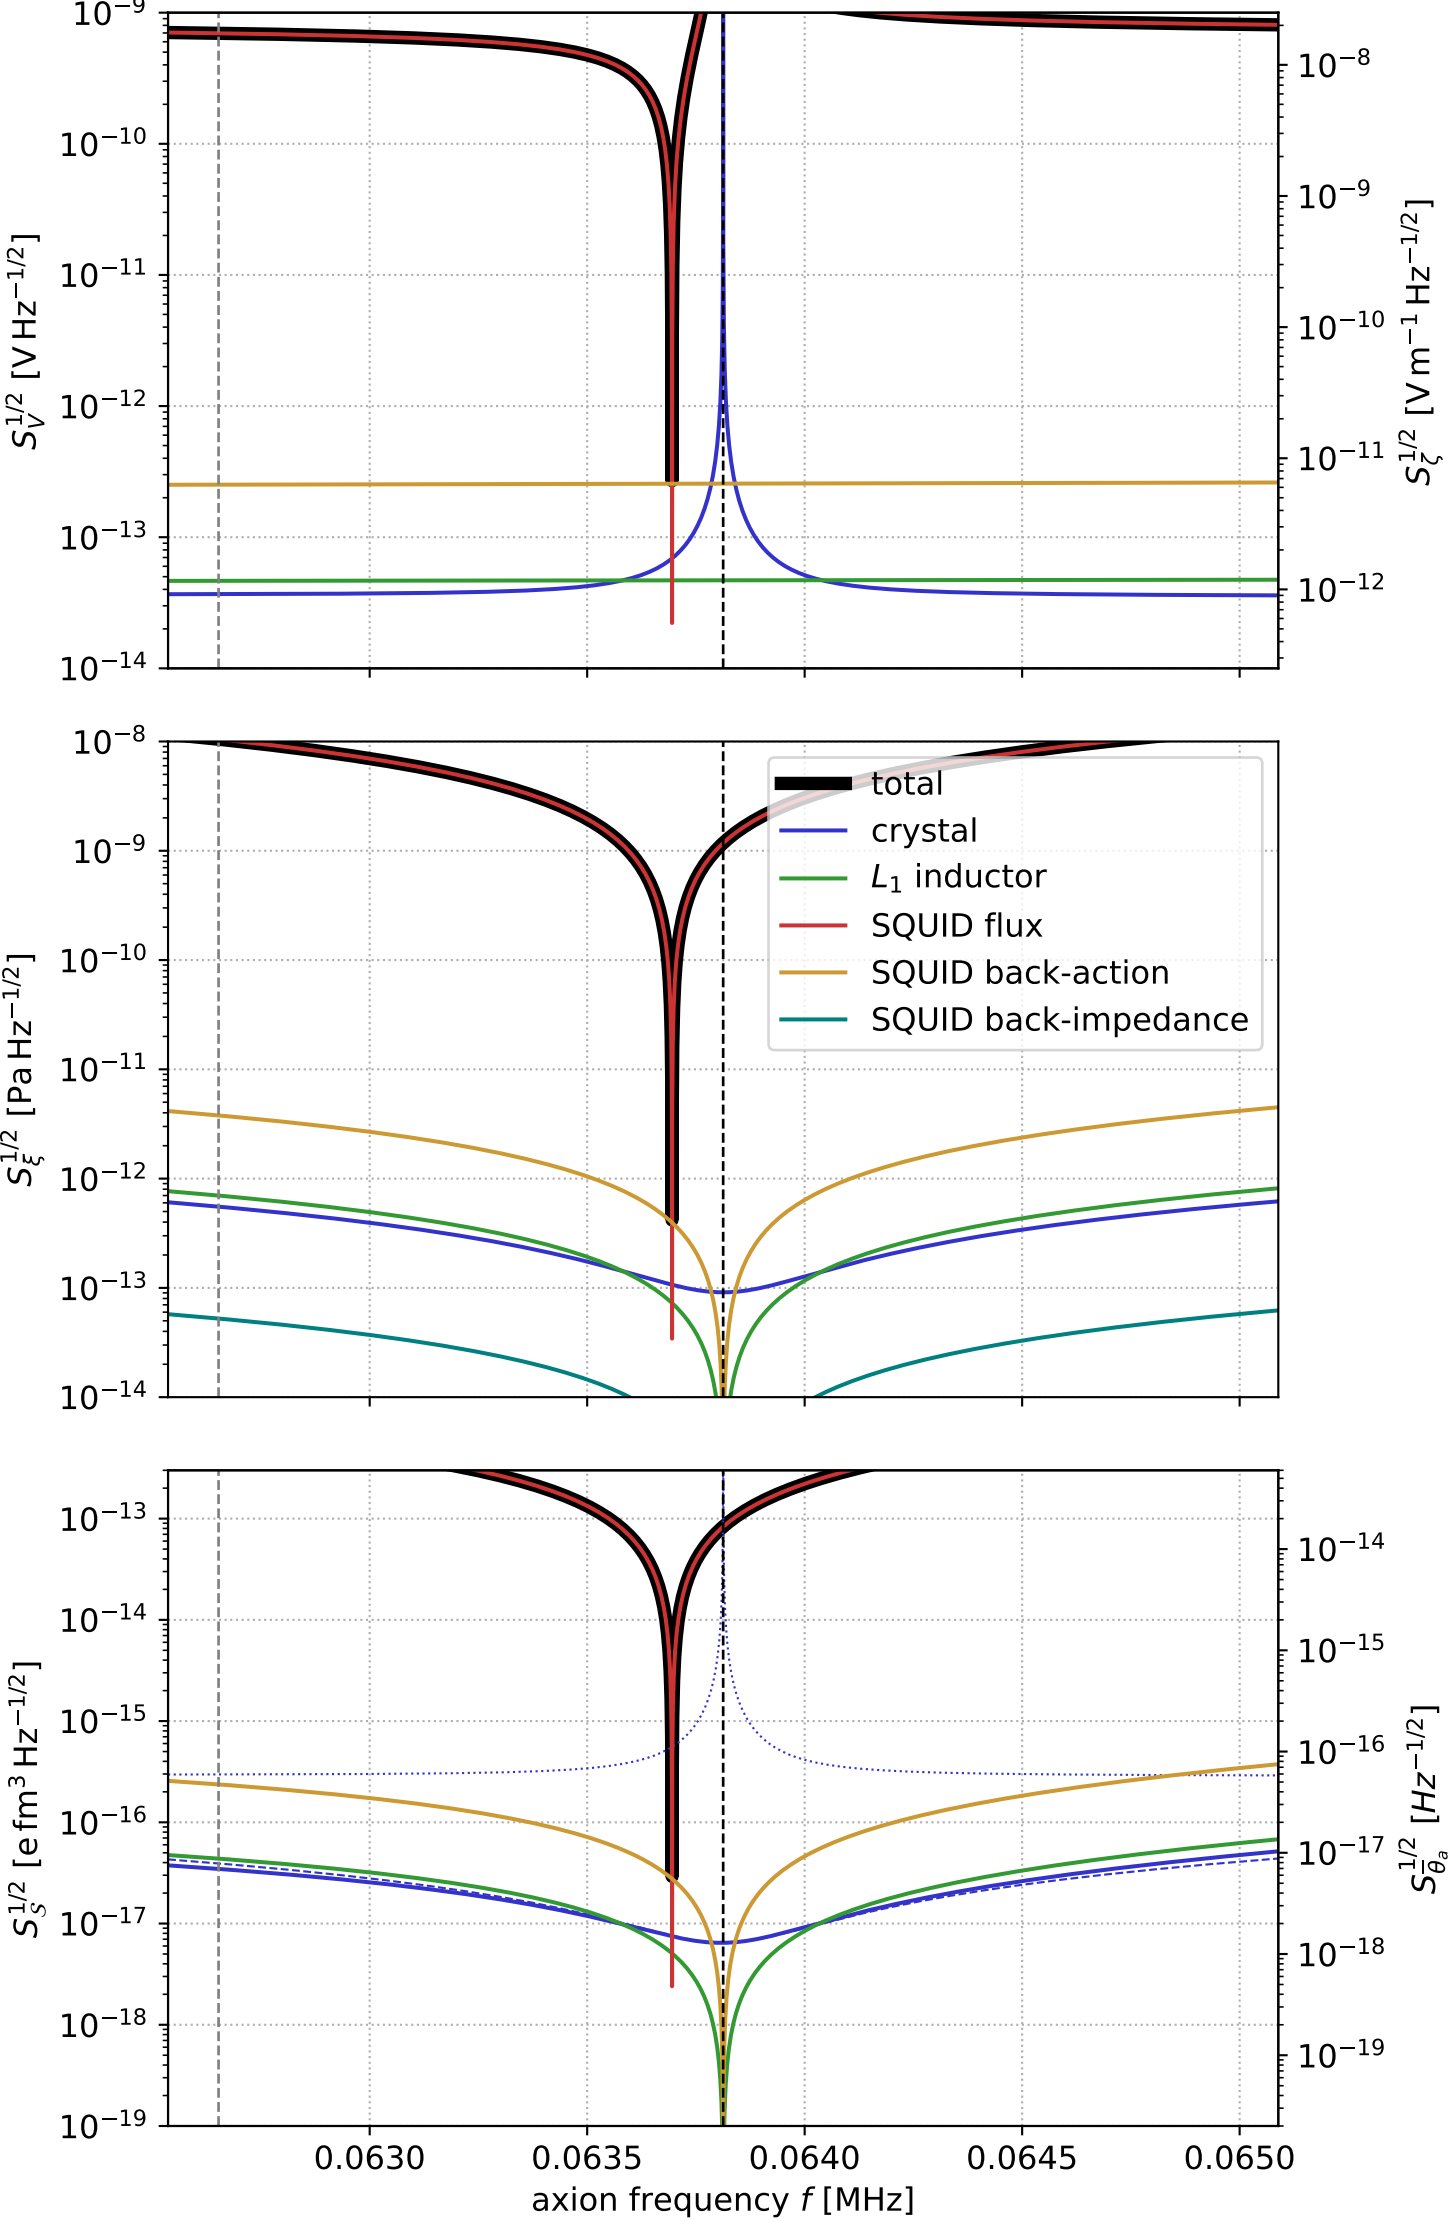 10⁻⁹
10⁻¹⁰
10⁻¹¹
10⁻¹²
10⁻¹³
10⁻¹⁴
S_V^{1/2} [V Hz^{−1/2}]
10⁻⁸
10⁻⁹
10⁻¹⁰
10⁻¹¹
10⁻¹²
S_ζ^{1/2} [V m⁻¹ Hz^{−1/2}]
10⁻⁸
10⁻⁹
10⁻¹⁰
10⁻¹¹
10⁻¹²
10⁻¹³
10⁻¹⁴
S_ξ^{1/2} [Pa Hz^{−1/2}]
total
crystal
L₁ inductor
SQUID flux
SQUID back-action
SQUID back-impedance
10⁻¹³
10⁻¹⁴
10⁻¹⁵
10⁻¹⁶
10⁻¹⁷
10⁻¹⁸
10⁻¹⁹
S_𝒮^{1/2} [e fm³ Hz^{−1/2}]
10⁻¹⁴
10⁻¹⁵
10⁻¹⁶
10⁻¹⁷
10⁻¹⁸
10⁻¹⁹
S_{θ̅_a}^{1/2} [Hz^{−1/2}]
0.0630 0.0635 0.0640 0.0645 0.0650
axion frequency f [MHz]